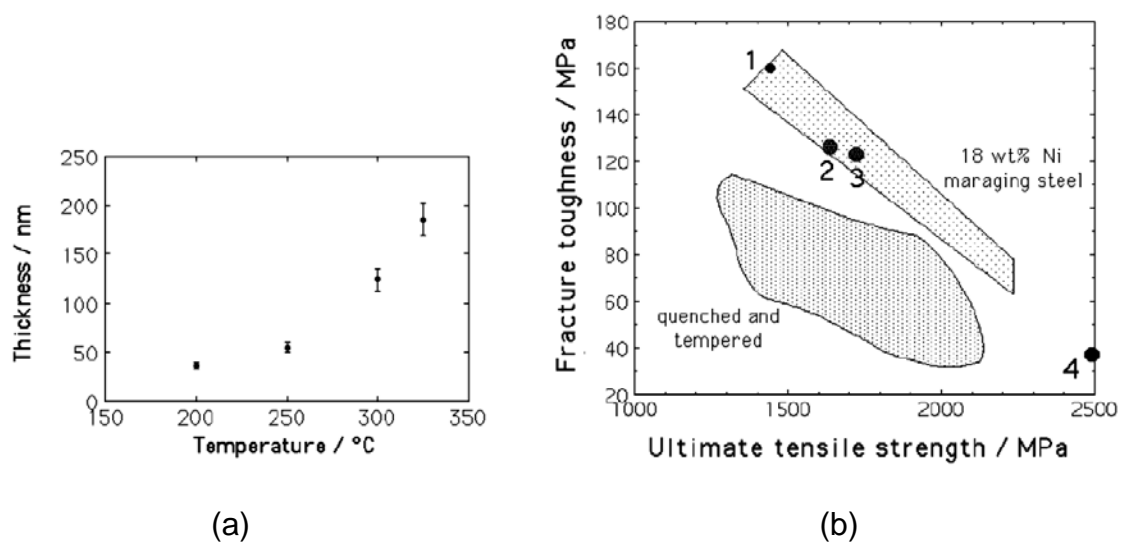 250
200
150
100
50
0
150 200 250 300 350
Thickness / nm
Temperature / °C
(a)
180
160
140
120
100
80
60
40
20
1000 1500 2000 2500
Fracture toughness / MPa
Ultimate tensile strength / MPa
1
2
3
4
18 wt% Ni
maraging steel
quenched and
tempered
(b)